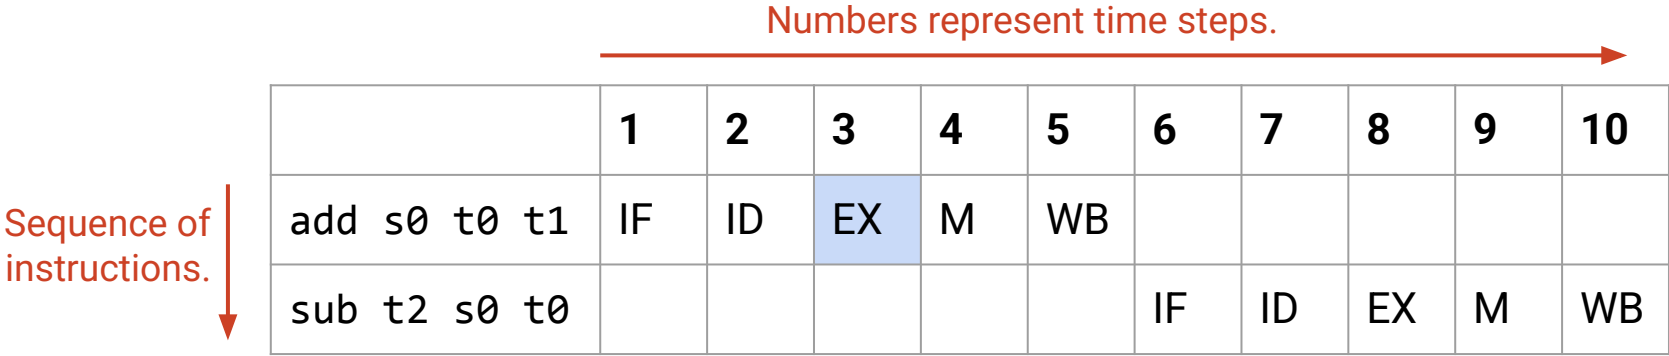 Numbers represent time steps.
1 2 3 4 5 6 7 8 9 10
Sequence of
instructions.
add s0 t0 t1 IF ID EX M WB
sub t2 s0 t0 IF ID EX M WB